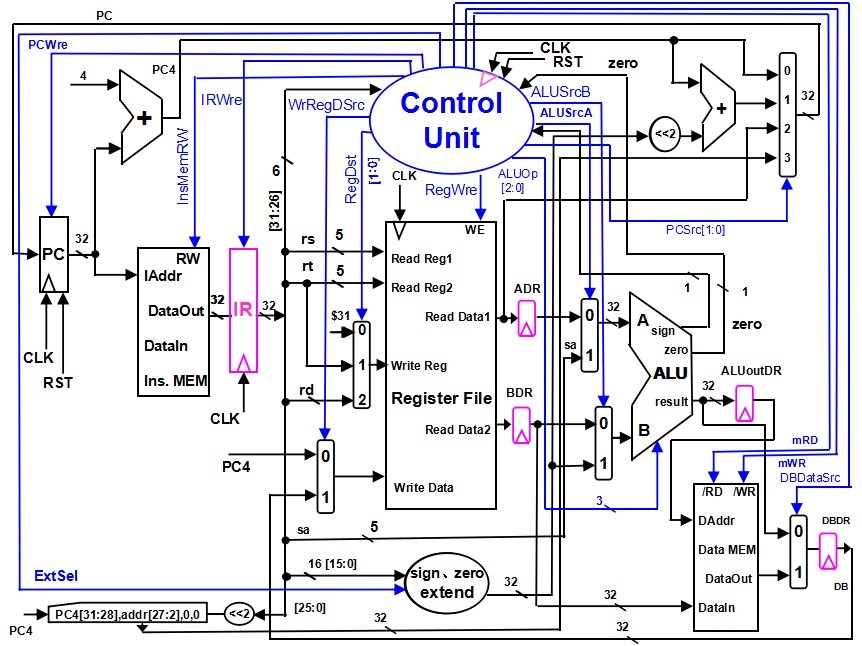 PC
PCWre
4
PC4
+
IRWre
InsMemRW
WrRegDSrc
6
[31:26]
RegDst
[1:0]
CLK
Control
Unit
CLK
RST
zero
ALUSrcB
ALUSrcA
ALUOp
[2:0]
RegWre
<<2
+
0
1
2
3
32
PCSrc[1:0]
PC
32
CLK
RST
RW
IAddr
DataOut
DataIn
Ins. MEM
32
IR
32
CLK
rs
5
rt
5
$31
rd
0
1
2
WE
Read Reg1
Read Reg2
Read Data1
Write Reg
Register File
Read Data2
Write Data
ADR
BDR
PC4
0
1
sa
0
1
32
0
1
A
sign
zero
ALU
result
B
1
1
zero
ALUoutDR
32
3
mRD
mWR
DBDataSrc
/RD
/WR
DAddr
Data MEM
DataOut
DataIn
0
1
DBDR
DB
sa
5
ExtSel
16 [15:0]
sign、zero
extend
32
32
PC4
PC4[31:28],addr[27:2],0,0
<<2
[25:0]
32
32